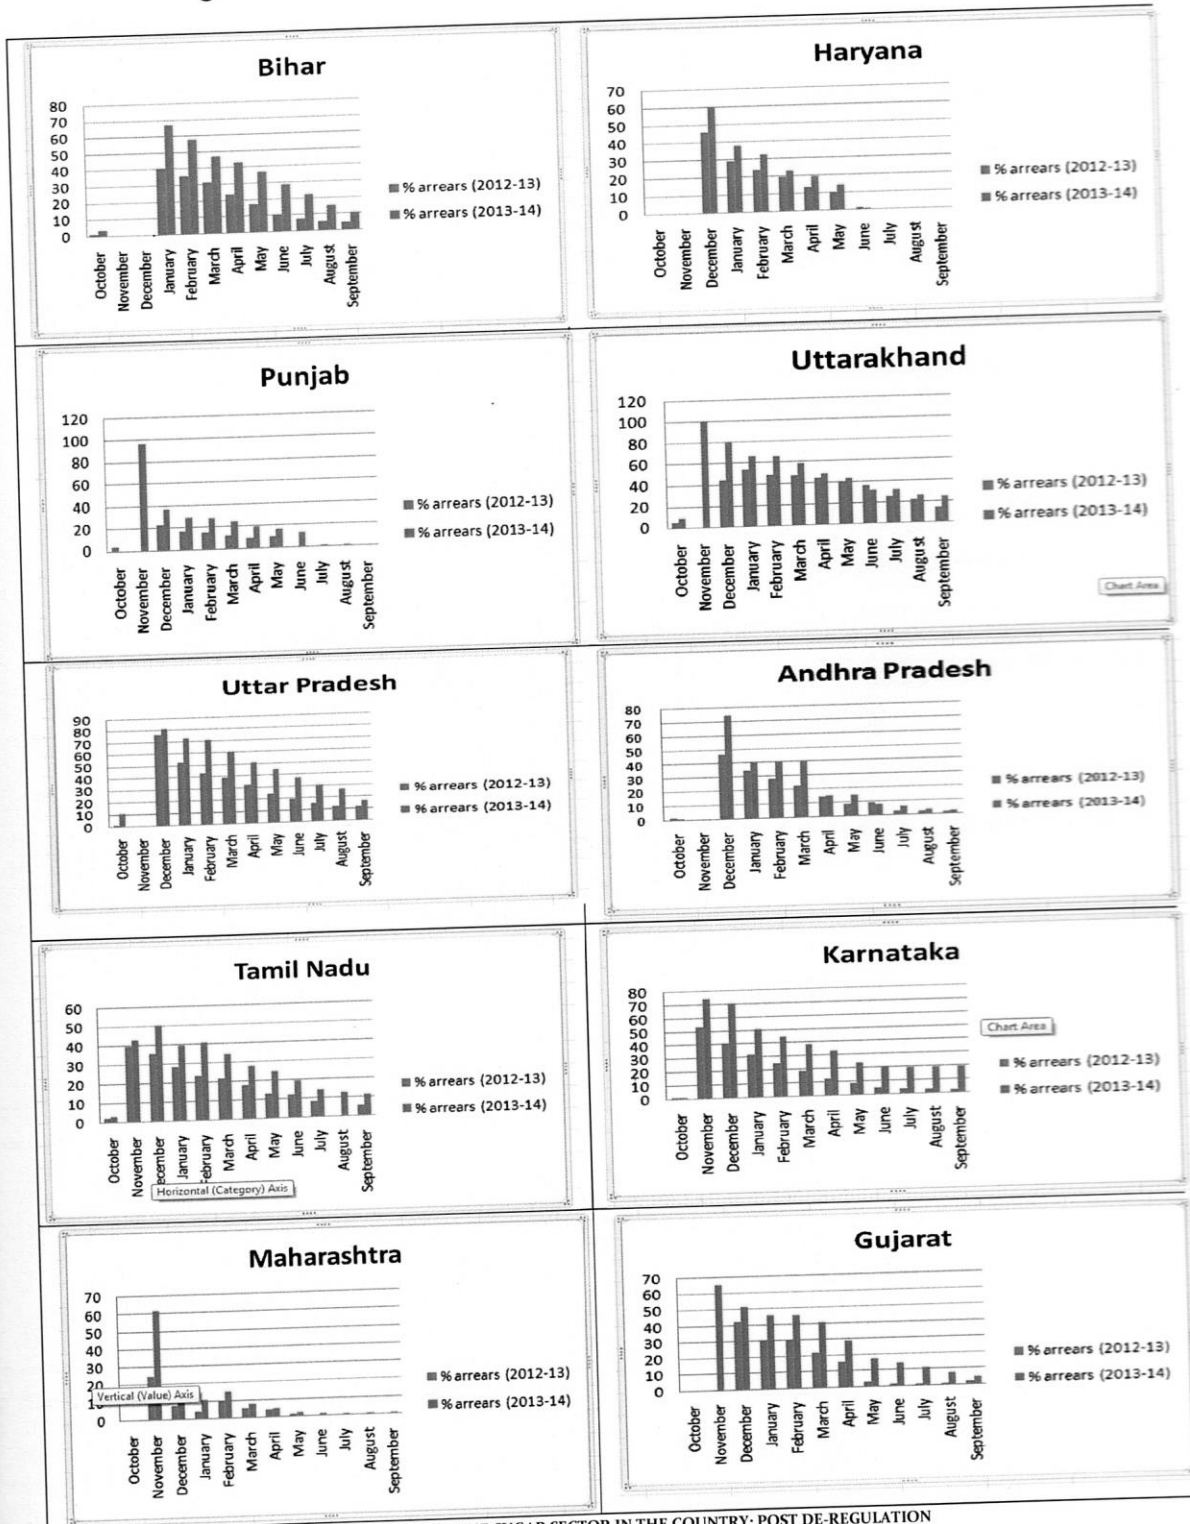 Bihar
80
70
60
50
40
30
20
10
0
October
November
December
January
February
March
April
May
June
July
August
September
% arrears (2012-13)
% arrears (2013-14)
Haryana
70
60
50
40
30
20
10
0
October
November
December
January
February
March
April
May
June
July
August
September
% arrears (2012-13)
% arrears (2013-14)
Punjab
120
100
80
60
40
20
0
October
November
December
January
February
March
April
May
June
July
August
September
% arrears (2012-13)
% arrears (2013-14)
Uttarakhand
120
100
80
60
40
20
0
October
November
December
January
February
March
April
May
June
July
August
September
% arrears (2012-13)
% arrears (2013-14)
Chart Area
Uttar Pradesh
90
80
70
60
50
40
30
20
10
0
October
November
December
January
February
March
April
May
June
July
August
September
% arrears (2012-13)
% arrears (2013-14)
Andhra Pradesh
80
70
60
50
40
30
20
10
0
October
November
December
January
February
March
April
May
June
July
August
September
% arrears (2012-13)
% arrears (2013-14)
Tamil Nadu
60
50
40
30
20
10
0
October
November
ecember
January
February
March
April
May
June
July
August
September
Horizontal (Category) Axis
% arrears (2012-13)
% arrears (2013-14)
Karnataka
80
70
60
50
40
30
20
10
0
October
November
December
January
February
March
April
May
June
July
August
September
Chart Area
% arrears (2012-13)
% arrears (2013-14)
Maharashtra
70
60
50
40
30
20
0
Vertical (Value) Axis
October
November
December
January
February
March
April
May
June
July
August
September
% arrears (2012-13)
% arrears (2013-14)
Gujarat
70
60
50
40
30
20
10
0
October
November
December
January
February
March
April
May
June
July
August
September
% arrears (2012-13)
% arrears (2013-14)
SECTOR IN THE COUNTRY: POST DE-REGULATION